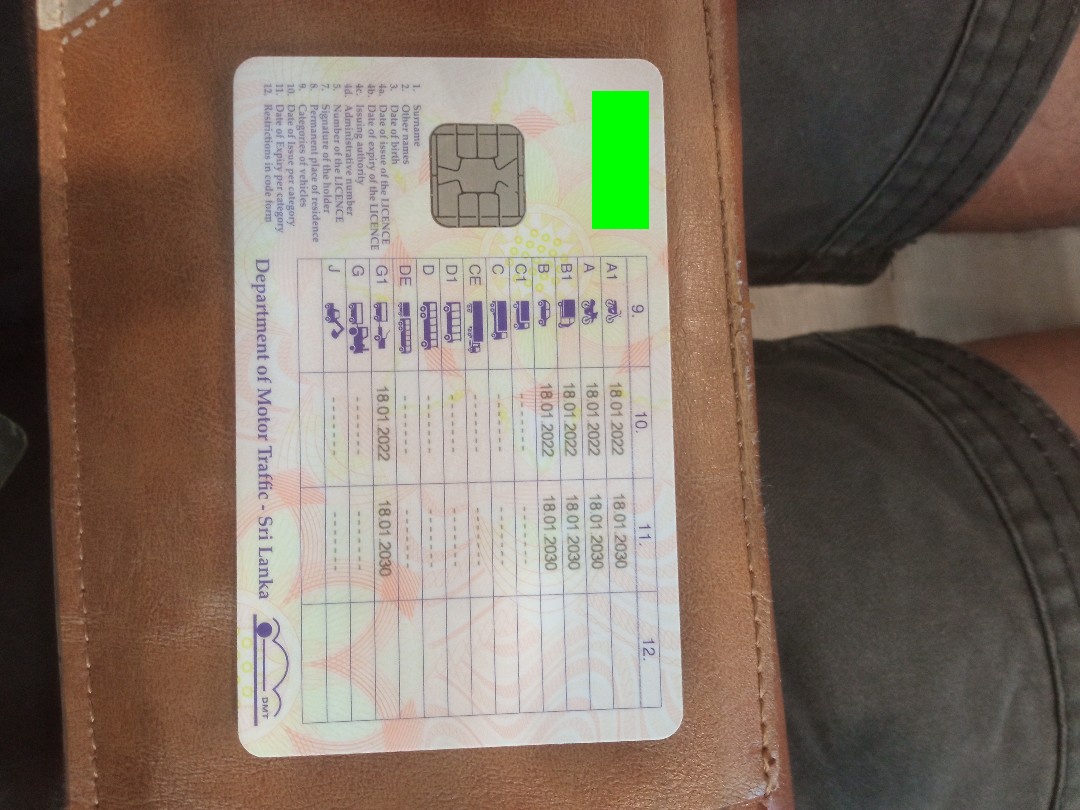 1. Surname
2. Other names
3. Date of birth
4a. Date of issue of the LICENCE
4b. Date of expiry of the LICENCE
4c. Issuing authority
4d. Administrative number
5. Number of the LICENCE
7. Signature of the holder
8. Permanent place of residence
9. Categories of vehicles
10. Date of Issue per category
11. Date of Expiry per category
12. Restrictions in code form
9. 10. 11. 12.
A1 18.01.2022 18.01.2030
A 18.01.2022 18.01.2030
B1 18.01.2022 18.01.2030
B 18.01.2022 18.01.2030
C1 ------- -------
C ------- -------
CE ------- -------
D1 ------- -------
D ------- -------
DE ------- -------
G1 18.01.2022 18.01.2030
G ------- -------
J ------- -------
Department of Motor Traffic - Sri Lanka
DMT